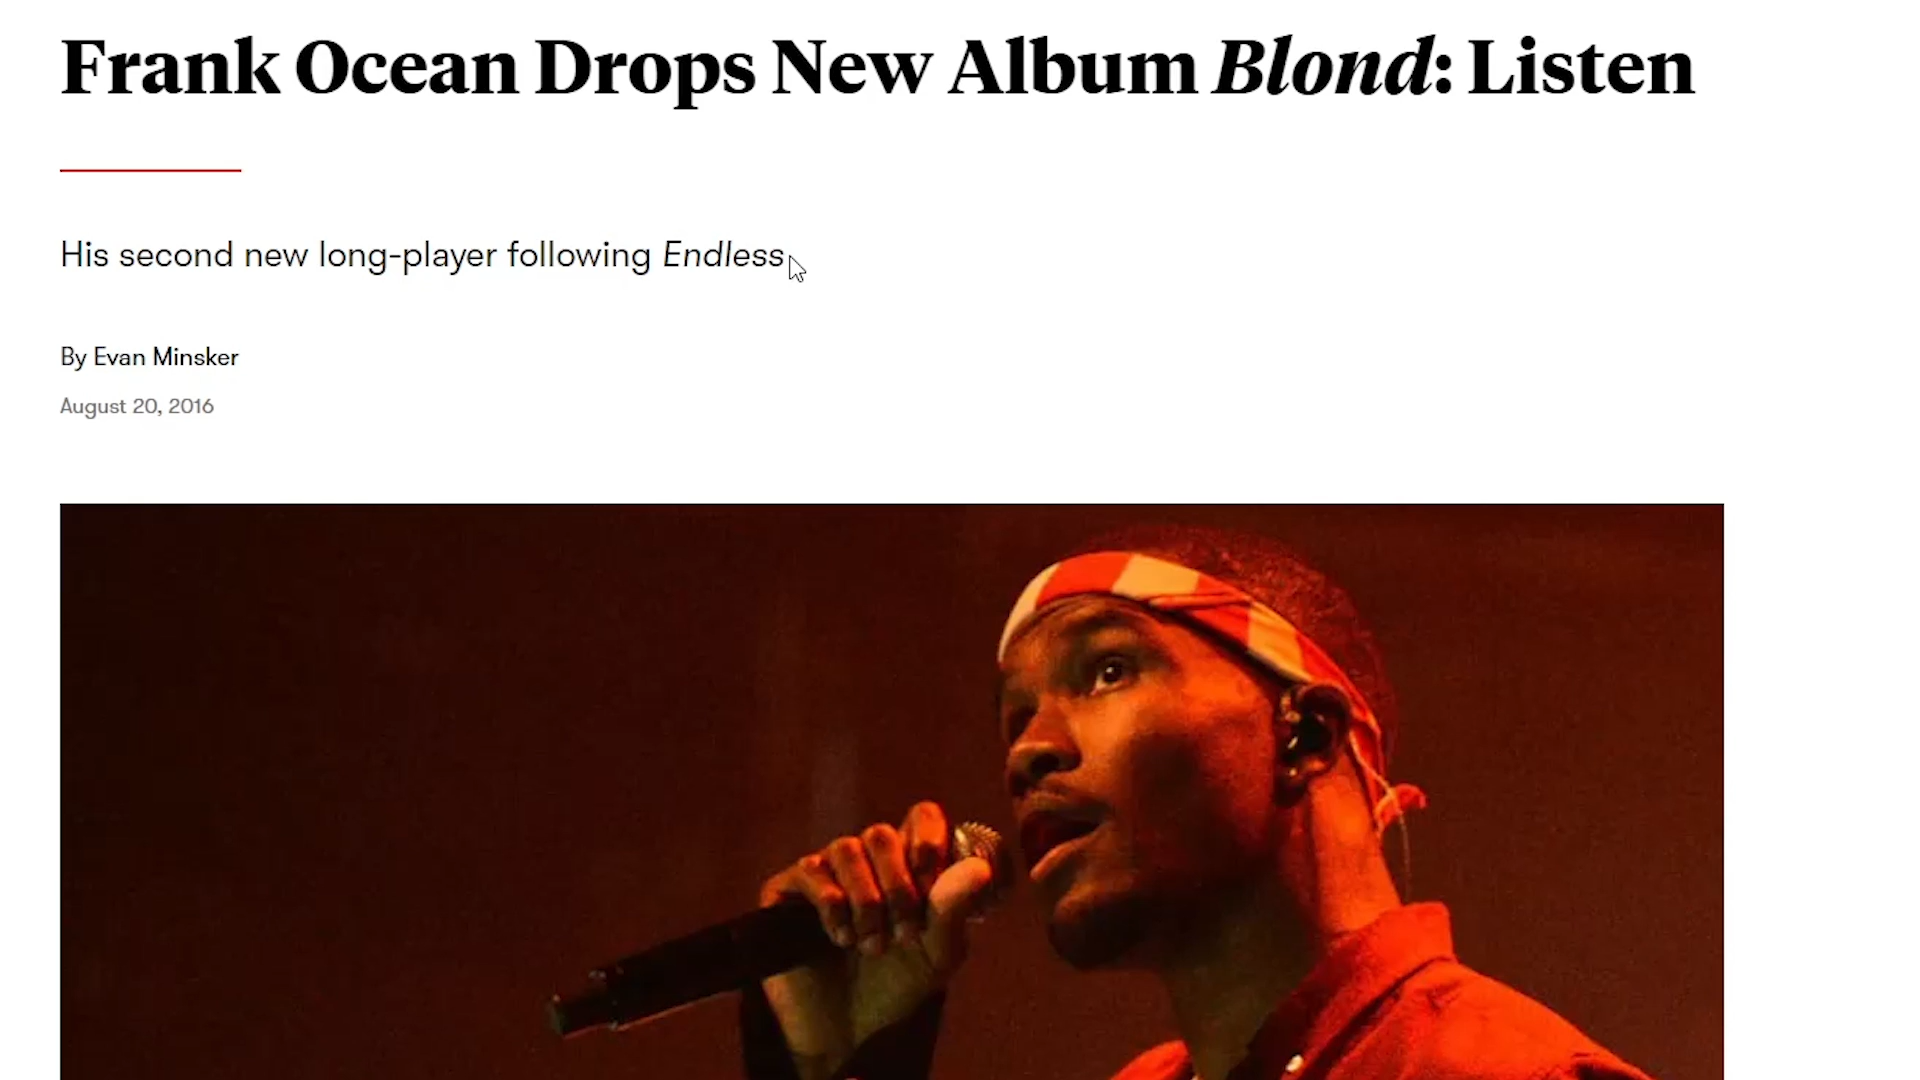 Frank Ocean Drops New Album Blond: Listen
His second new long-player following Endless
By Evan Minsker
August 20, 2016